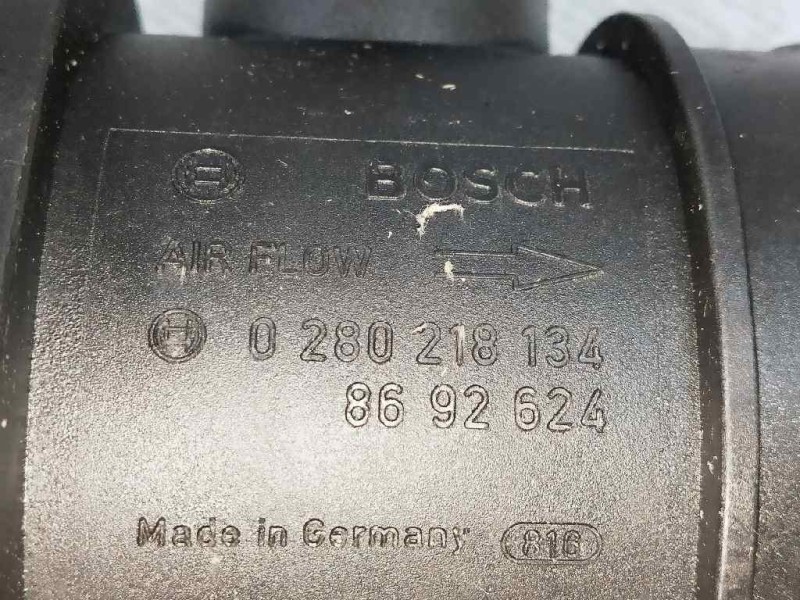 BOSCH
AIR FLOW
0 280 218 134
86 92 624
Made in Germany 816